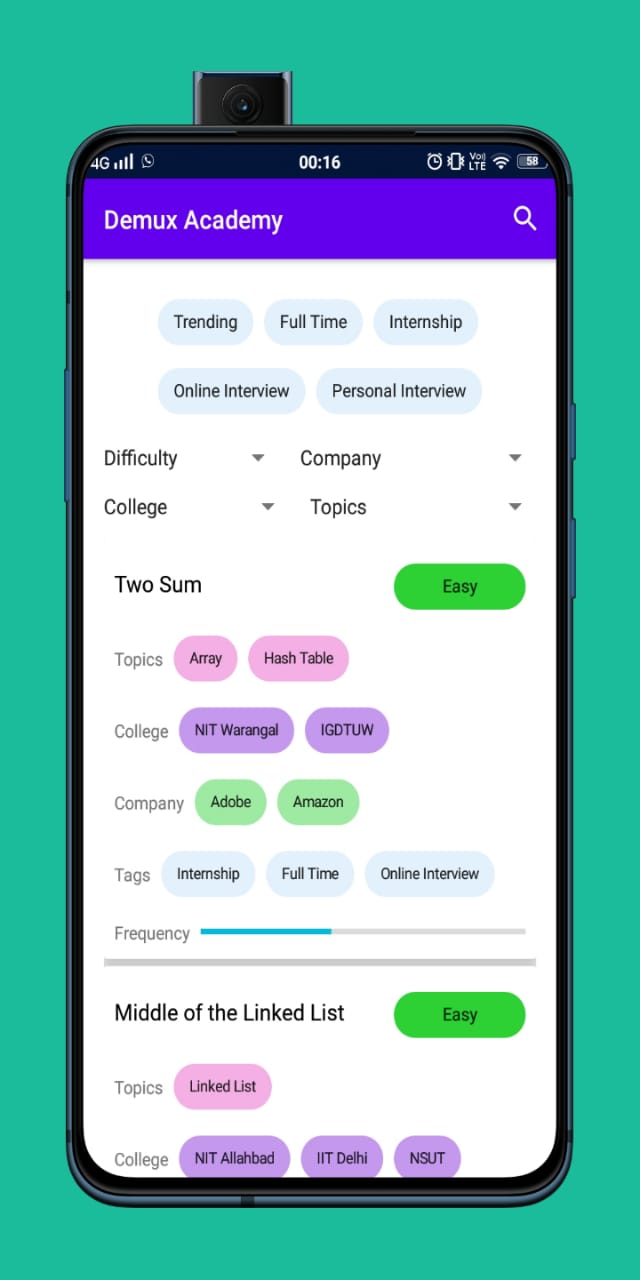 4G 00:16 Vo) LTE 58
Demux Academy
Trending Full Time Internship
Online Interview Personal Interview
Difficulty Company
College Topics
Two Sum Easy
Topics Array Hash Table
College NIT Warangal IGDTUW
Company Adobe Amazon
Tags Internship Full Time Online Interview
Frequency
Middle of the Linked List Easy
Topics Linked List
College NIT Allahbad IIT Delhi NSUT